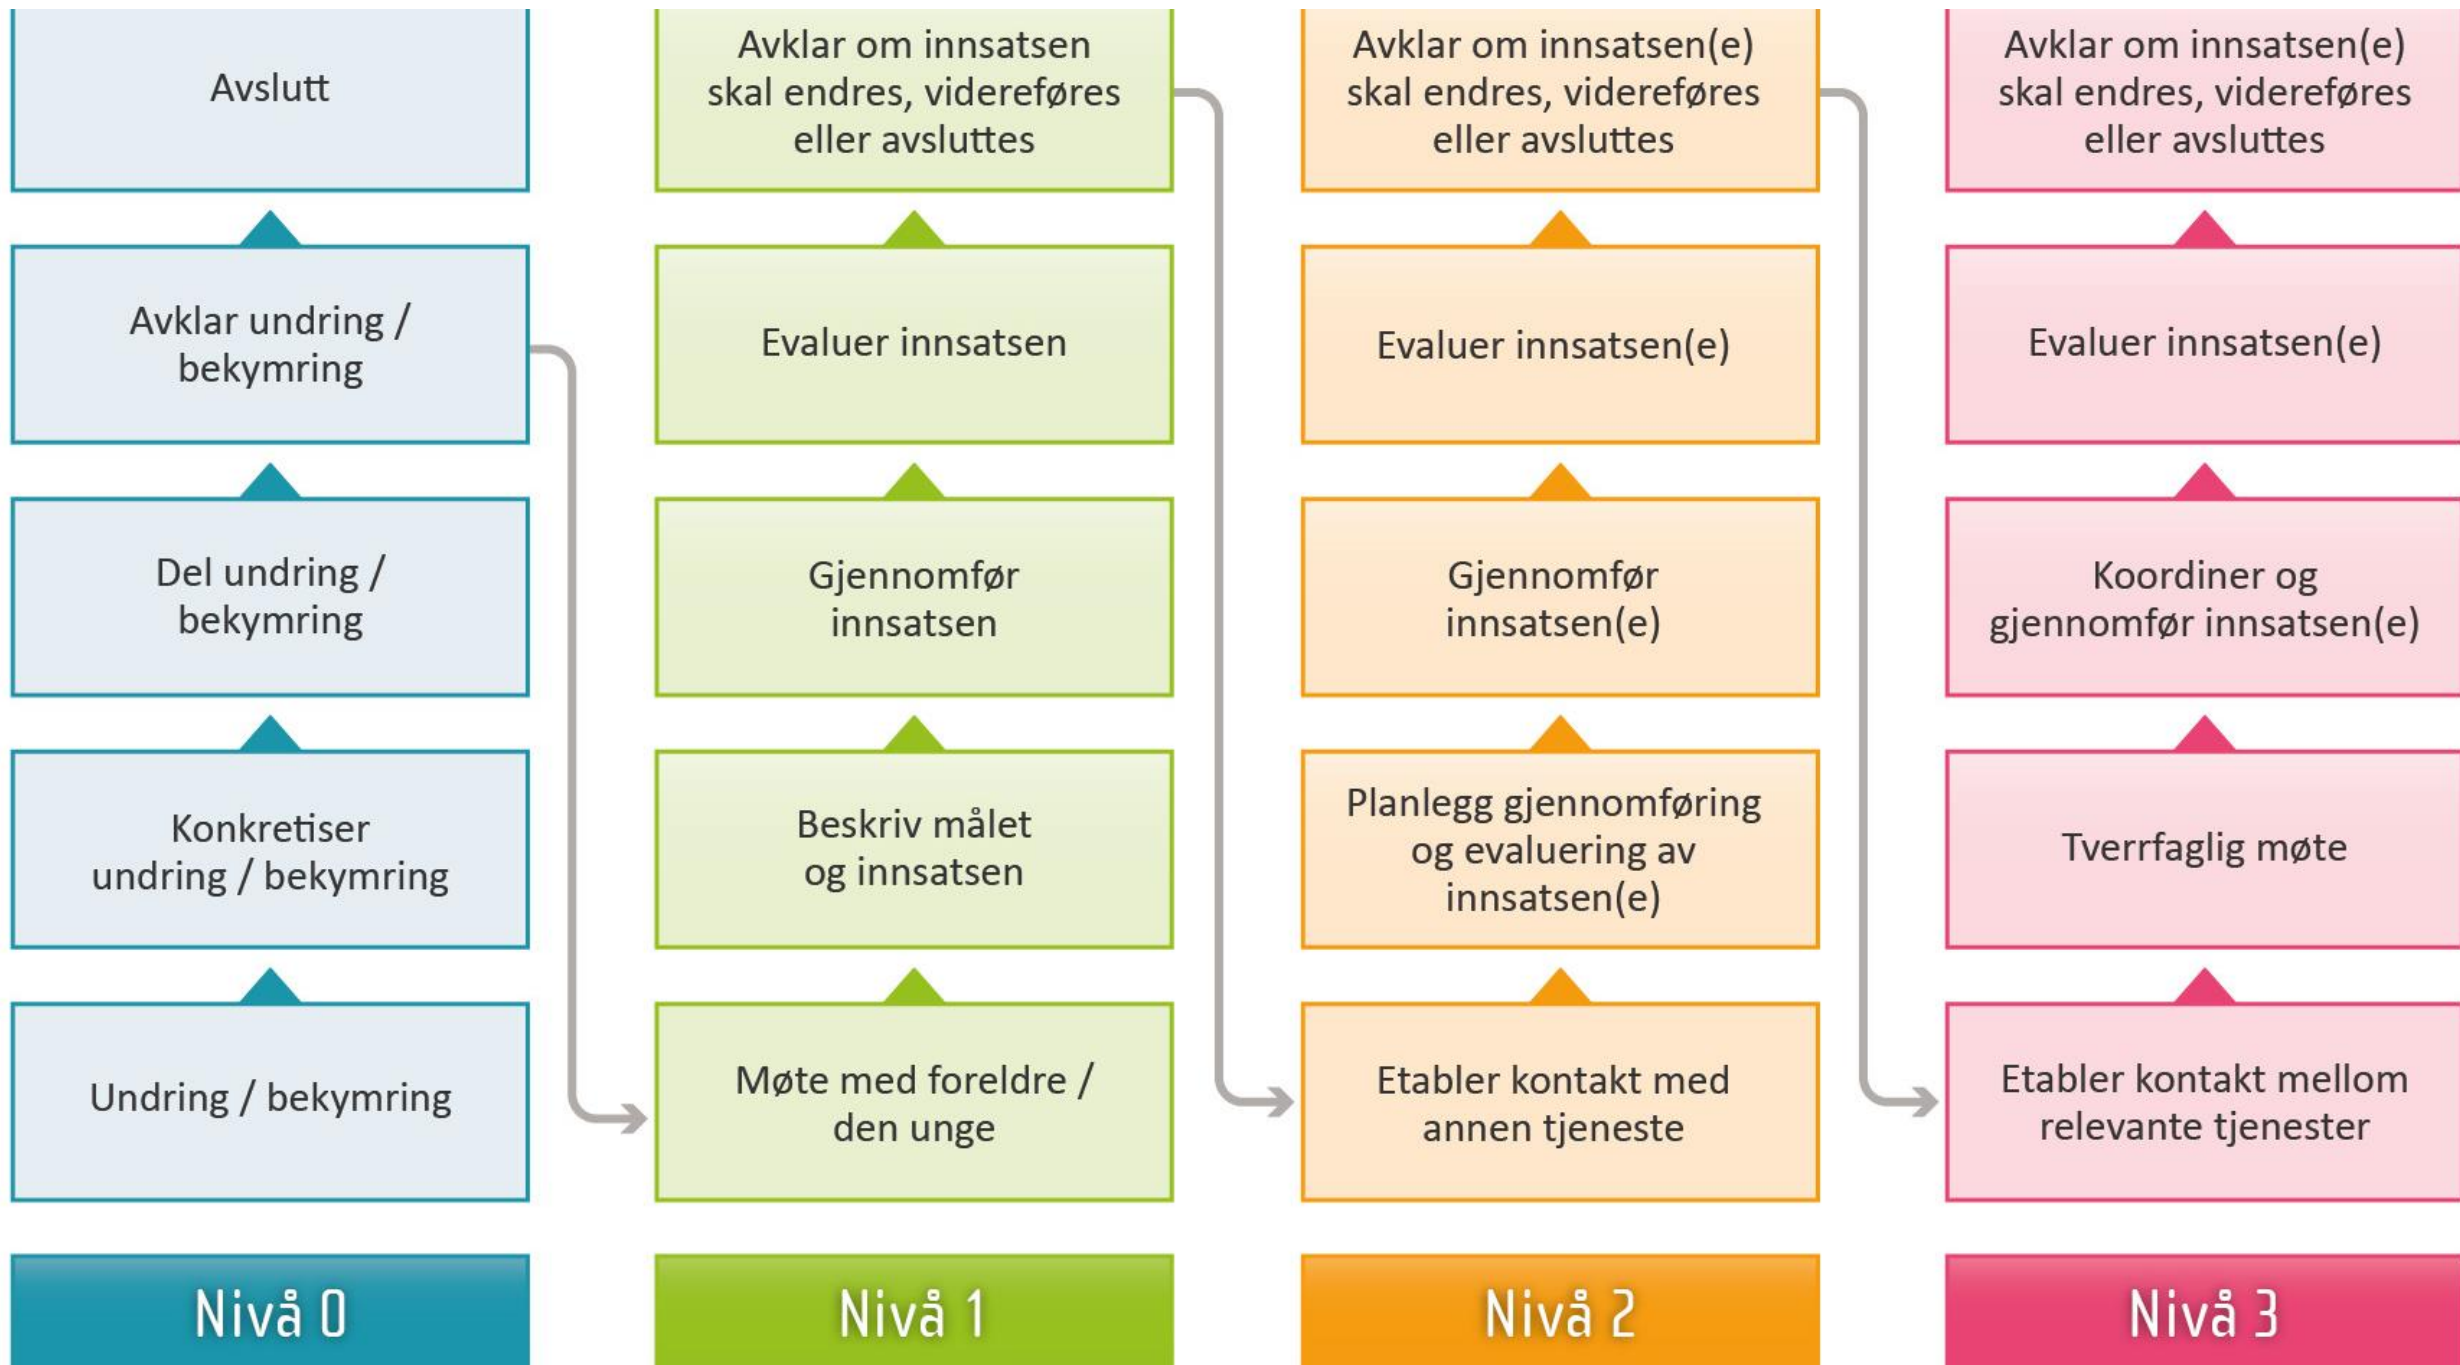 Avslutt
Avklar undring /
bekymring
Del undring /
bekymring
Konkretiser
undring / bekymring
Undring / bekymring
Nivå 0
Avklar om innsatsen
skal endres, videreføres
eller avsluttes
Evaluer innsatsen
Gjennomfør
innsatsen
Beskriv målet
og innsatsen
Møte med foreldre /
den unge
Nivå 1
Avklar om innsatsen(e)
skal endres, videreføres
eller avsluttes
Evaluer innsatsen(e)
Gjennomfør
innsatsen(e)
Planlegg gjennomføring
og evaluering av
innsatsen(e)
Etabler kontakt med
annen tjeneste
Nivå 2
Avklar om innsatsen(e)
skal endres, videreføres
eller avsluttes
Evaluer innsatsen(e)
Koordiner og
gjennomfør innsatsen(e)
Tverrfaglig møte
Etabler kontakt mellom
relevante tjenester
Nivå 3